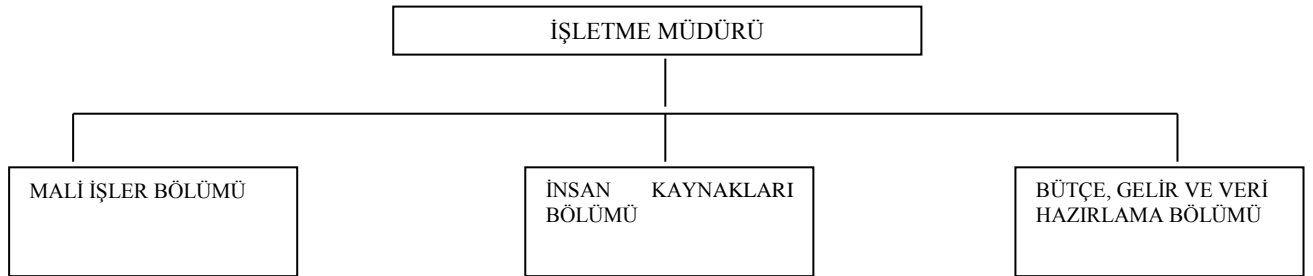 İŞLETME MÜDÜRÜ
MALİ İŞLER BÖLÜMÜ
İNSAN KAYNAKLARI
BÖLÜMÜ
BÜTÇE, GELİR VE VERİ
HAZIRLAMA BÖLÜMÜ